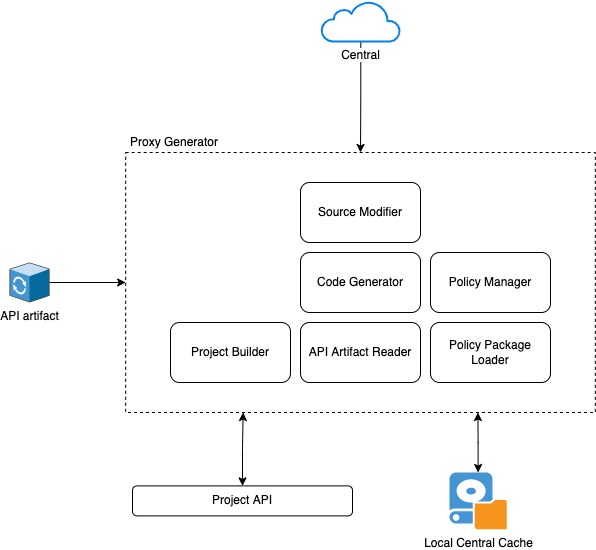 Central
Proxy Generator
Source Modifier
Code Generator
Policy Manager
API artifact
Project Builder
API Artifact Reader
Policy Package
Loader
Project API
Local Central Cache